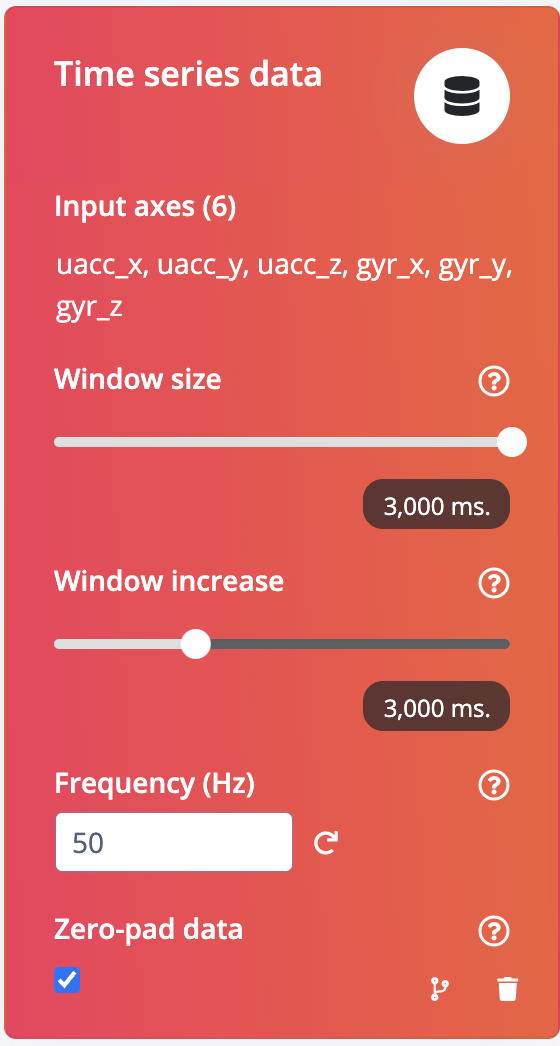 Time series data
Input axes (6)
uacc_x, uacc_y, uacc_z, gyr_x, gyr_y,
gyr_z
Window size
3,000 ms.
Window increase
3,000 ms.
Frequency (Hz)
50
Zero-pad data